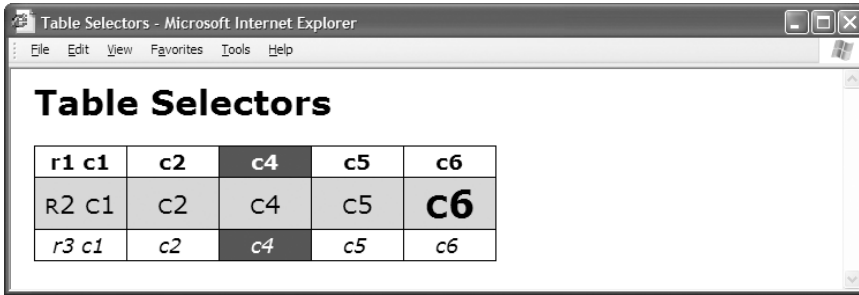 Table Selectors - Microsoft Internet Explorer
File Edit View Favorites Tools Help
Table Selectors
r1 c1 c2 c4 c5 c6
R2 C1 C2 C4 C5 C6
r3 c1 c2 c4 c5 c6